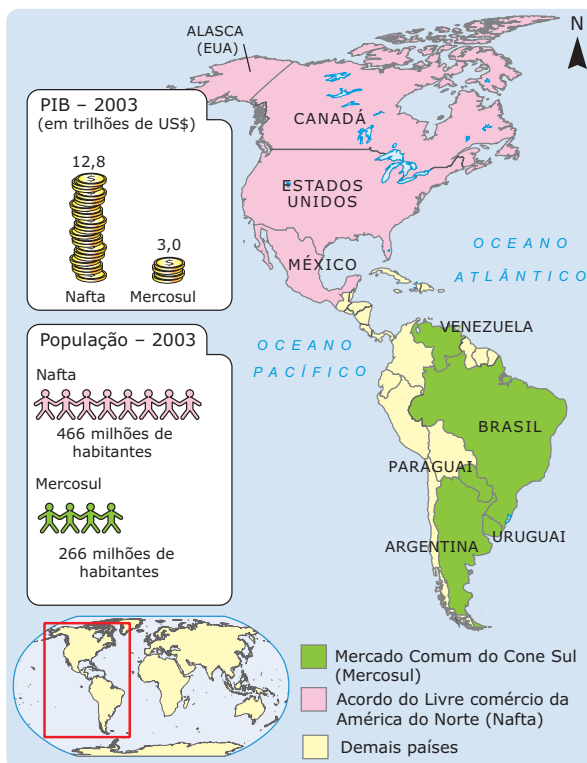 N
ALASCA
(EUA)
PIB – 2003
(em trilhões de US$)
12,8
3,0
Nafta
Mercosul
CANADÁ
ESTADOS
UNIDOS
MÉXICO
OCEANO
ATLÂNTICO
População – 2003
Nafta
466 milhões de
habitantes
Mercosul
266 milhões de
habitantes
OCEANO
PACÍFICO
VENEZUELA
BRASIL
PARAGUAI
URUGUAI
ARGENTINA
Mercado Comum do Cone Sul
(Mercosul)
Acordo do Livre comércio da
América do Norte (Nafta)
Demais países